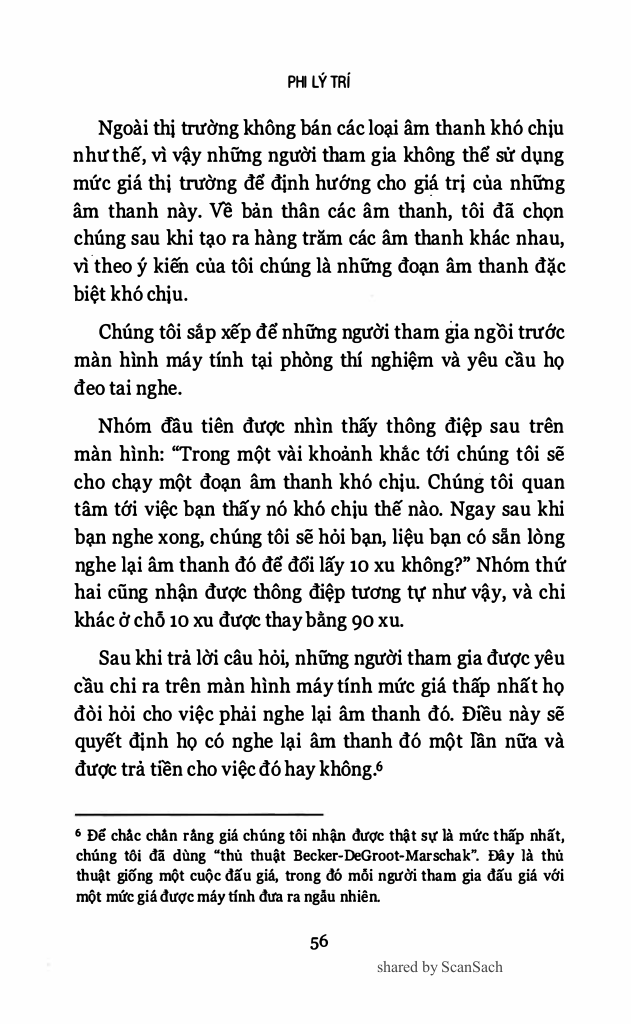 PHI LÝ TRÍ
Ngoài thị trường không bán các loại âm thanh khó chịu
như thế, vì vậy những người tham gia không thể sử dụng
mức giá thị trường để định hướng cho giá trị của những
âm thanh này. Về bản thân các âm thanh, tôi đã chọn
chúng sau khi tạo ra hàng trăm các âm thanh khác nhau,
vì theo ý kiến của tôi chúng là những đoạn âm thanh đặc
biệt khó chịu.
Chúng tôi sắp xếp để những người tham gia ngồi trước
màn hình máy tính tại phòng thí nghiệm và yêu cầu họ
đeo tai nghe.
Nhóm đầu tiên được nhìn thấy thông điệp sau trên
màn hình: “Trong một vài khoảnh khắc tới chúng tôi sẽ
cho chạy một đoạn âm thanh khó chịu. Chúng tôi quan
tâm tới việc bạn thấy nó khó chịu thế nào. Ngay sau khi
bạn nghe xong, chúng tôi sẽ hỏi bạn, liệu bạn có sẵn lòng
nghe lại âm thanh đó để đổi lấy 10 xu không?” Nhóm thứ
hai cũng nhận được thông điệp tương tự như vậy, và chi
khác ở chỗ 10 xu được thay bằng 90 xu.
Sau khi trả lời câu hỏi, những người tham gia được yêu
cầu chi ra trên màn hình máy tính mức giá thấp nhất họ
đòi hỏi cho việc phải nghe lại âm thanh đó. Điều này sẽ
quyết định họ có nghe lại âm thanh đó một lần nữa và
được trả tiền cho việc đó hay không.⁶
⁶ Để chắc chắn rằng giá chúng tôi nhận được thật sự là mức thấp nhất,
chúng tôi đã dùng “thủ thuật Becker-DeGroot-Marschak”. Đây là thủ
thuật giống một cuộc đấu giá, trong đó mỗi người tham gia đấu giá với
một mức giá được máy tính đưa ra ngẫu nhiên.
56
shared by ScanSach